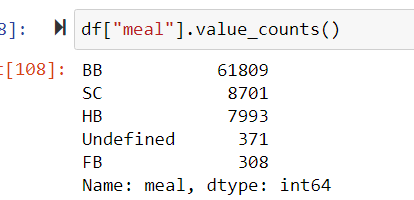 8]: df["meal"].value_counts()
t[108]: BB 61809
SC 8701
HB 7993
Undefined 371
FB 308
Name: meal, dtype: int64